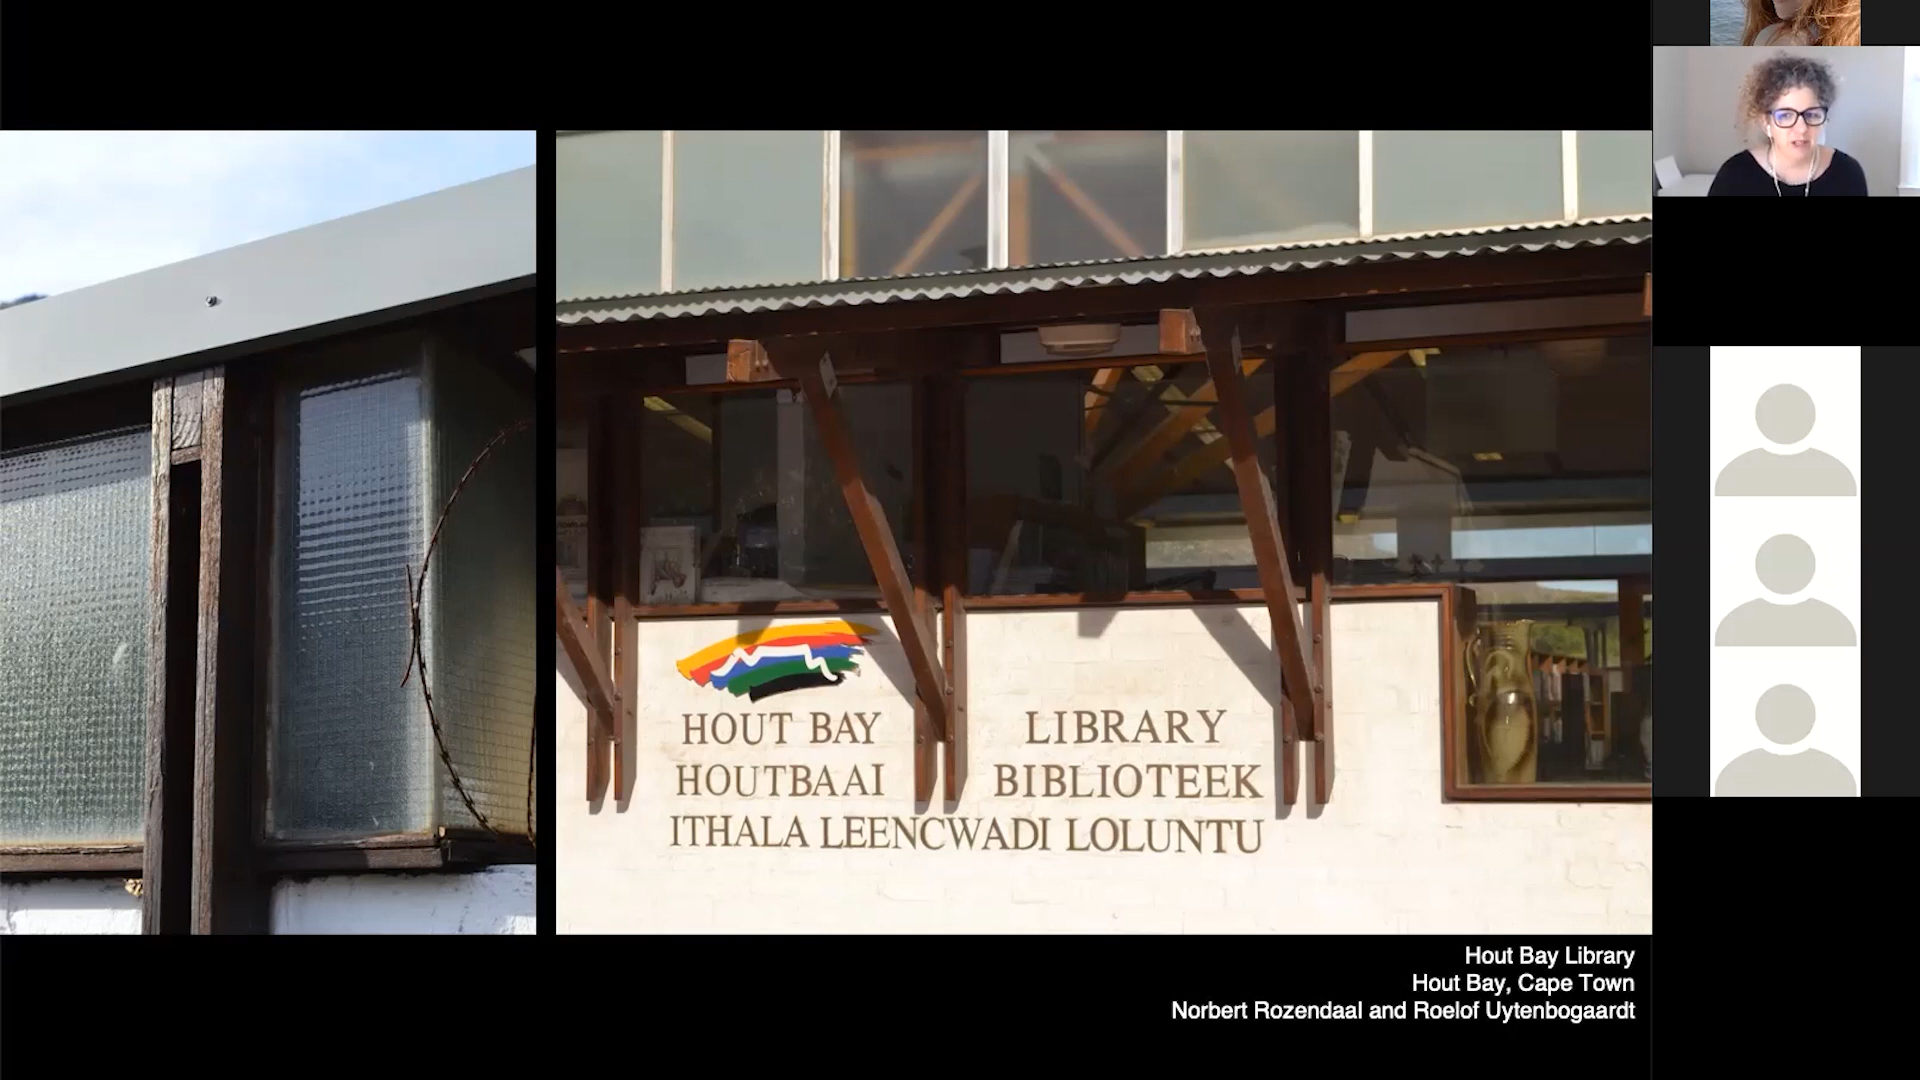 HOUT BAY LIBRARY
HOUTBAAI BIBLIOTEEK
ITHALA LEENCWADI LOLUNTU
Hout Bay Library
Hout Bay, Cape Town
Norbert Rozendaal and Roelof Uytenbogaardt